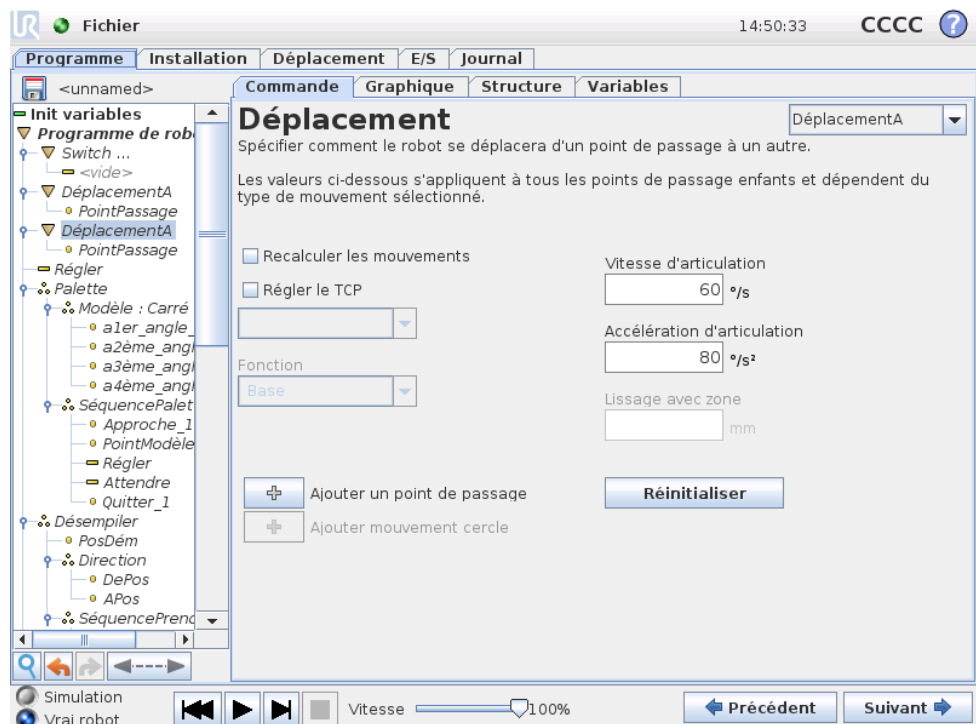 UR Fichier 14:50:33 CCCC ?
Programme Installation Déplacement E/S Journal
<unnamed>
Commande Graphique Structure Variables
Init variables
Programme de rob
Switch ...
<vide>
DéplacementA
PointPassage
DéplacementA
PointPassage
Régler
Palette
Modèle : Carré
a1er_angle_
a2ème_angl
a3ème_angl
a4ème_angl
SéquencePalet
Approche_1
PointModèle
Régler
Attendre
Quitter_1
Désempiler
PosDém
Direction
DePos
APos
SéquencePrend
Déplacement
DéplacementA
Spécifier comment le robot se déplacera d'un point de passage à un autre.
Les valeurs ci-dessous s'appliquent à tous les points de passage enfants et dépendent du
type de mouvement sélectionné.
Recalculer les mouvements
Régler le TCP
Fonction
Base
Vitesse d'articulation
60 °/s
Accélération d'articulation
80 °/s²
Lissage avec zone
mm
Ajouter un point de passage
Ajouter mouvement cercle
Réinitialiser
Simulation
Vrai robot
Vitesse 100%
Précédent
Suivant